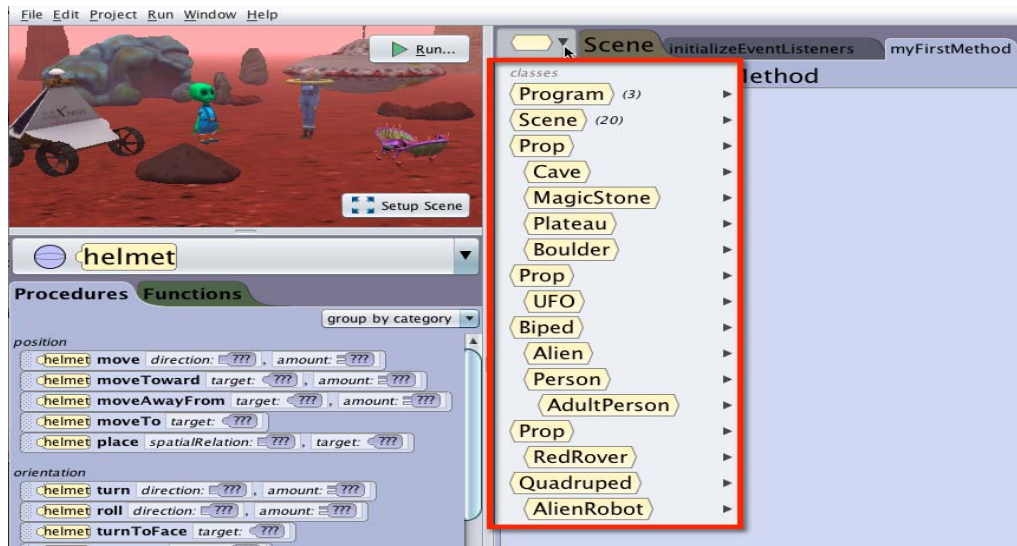 File Edit Project Run Window Help
Run...
Setup Scene
helmet
Procedures Functions
group by category
position
helmet move direction: ??? , amount: ???
helmet moveToward target: ??? , amount: ???
helmet moveAwayFrom target: ??? , amount: ???
helmet moveTo target: ???
helmet place spatialRelation: ??? , target: ???
orientation
helmet turn direction: ??? , amount: ???
helmet roll direction: ??? , amount: ???
helmet turnToFace target: ???
Scene initializeEventListeners myFirstMethod
Method
classes
Program (3)
Scene (20)
Prop
Cave
MagicStone
Plateau
Boulder
Prop
UFO
Biped
Alien
Person
AdultPerson
Prop
RedRover
Quadruped
AlienRobot